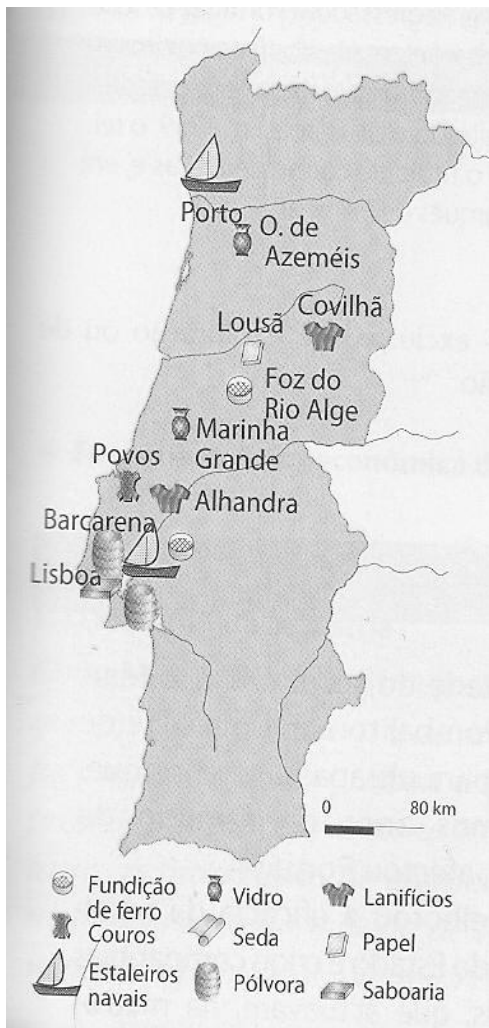 Porto
O. de
Azeméis
Covilhã
Lousã
Foz do
Rio Alge
Marinha
Grande
Povos
Alhandra
Barcarena
Lisboa
0 80 km
Fundição
de ferro
Vidro
Lanifícios
Couros
Seda
Papel
Estaleiros
navais
Pólvora
Saboaria